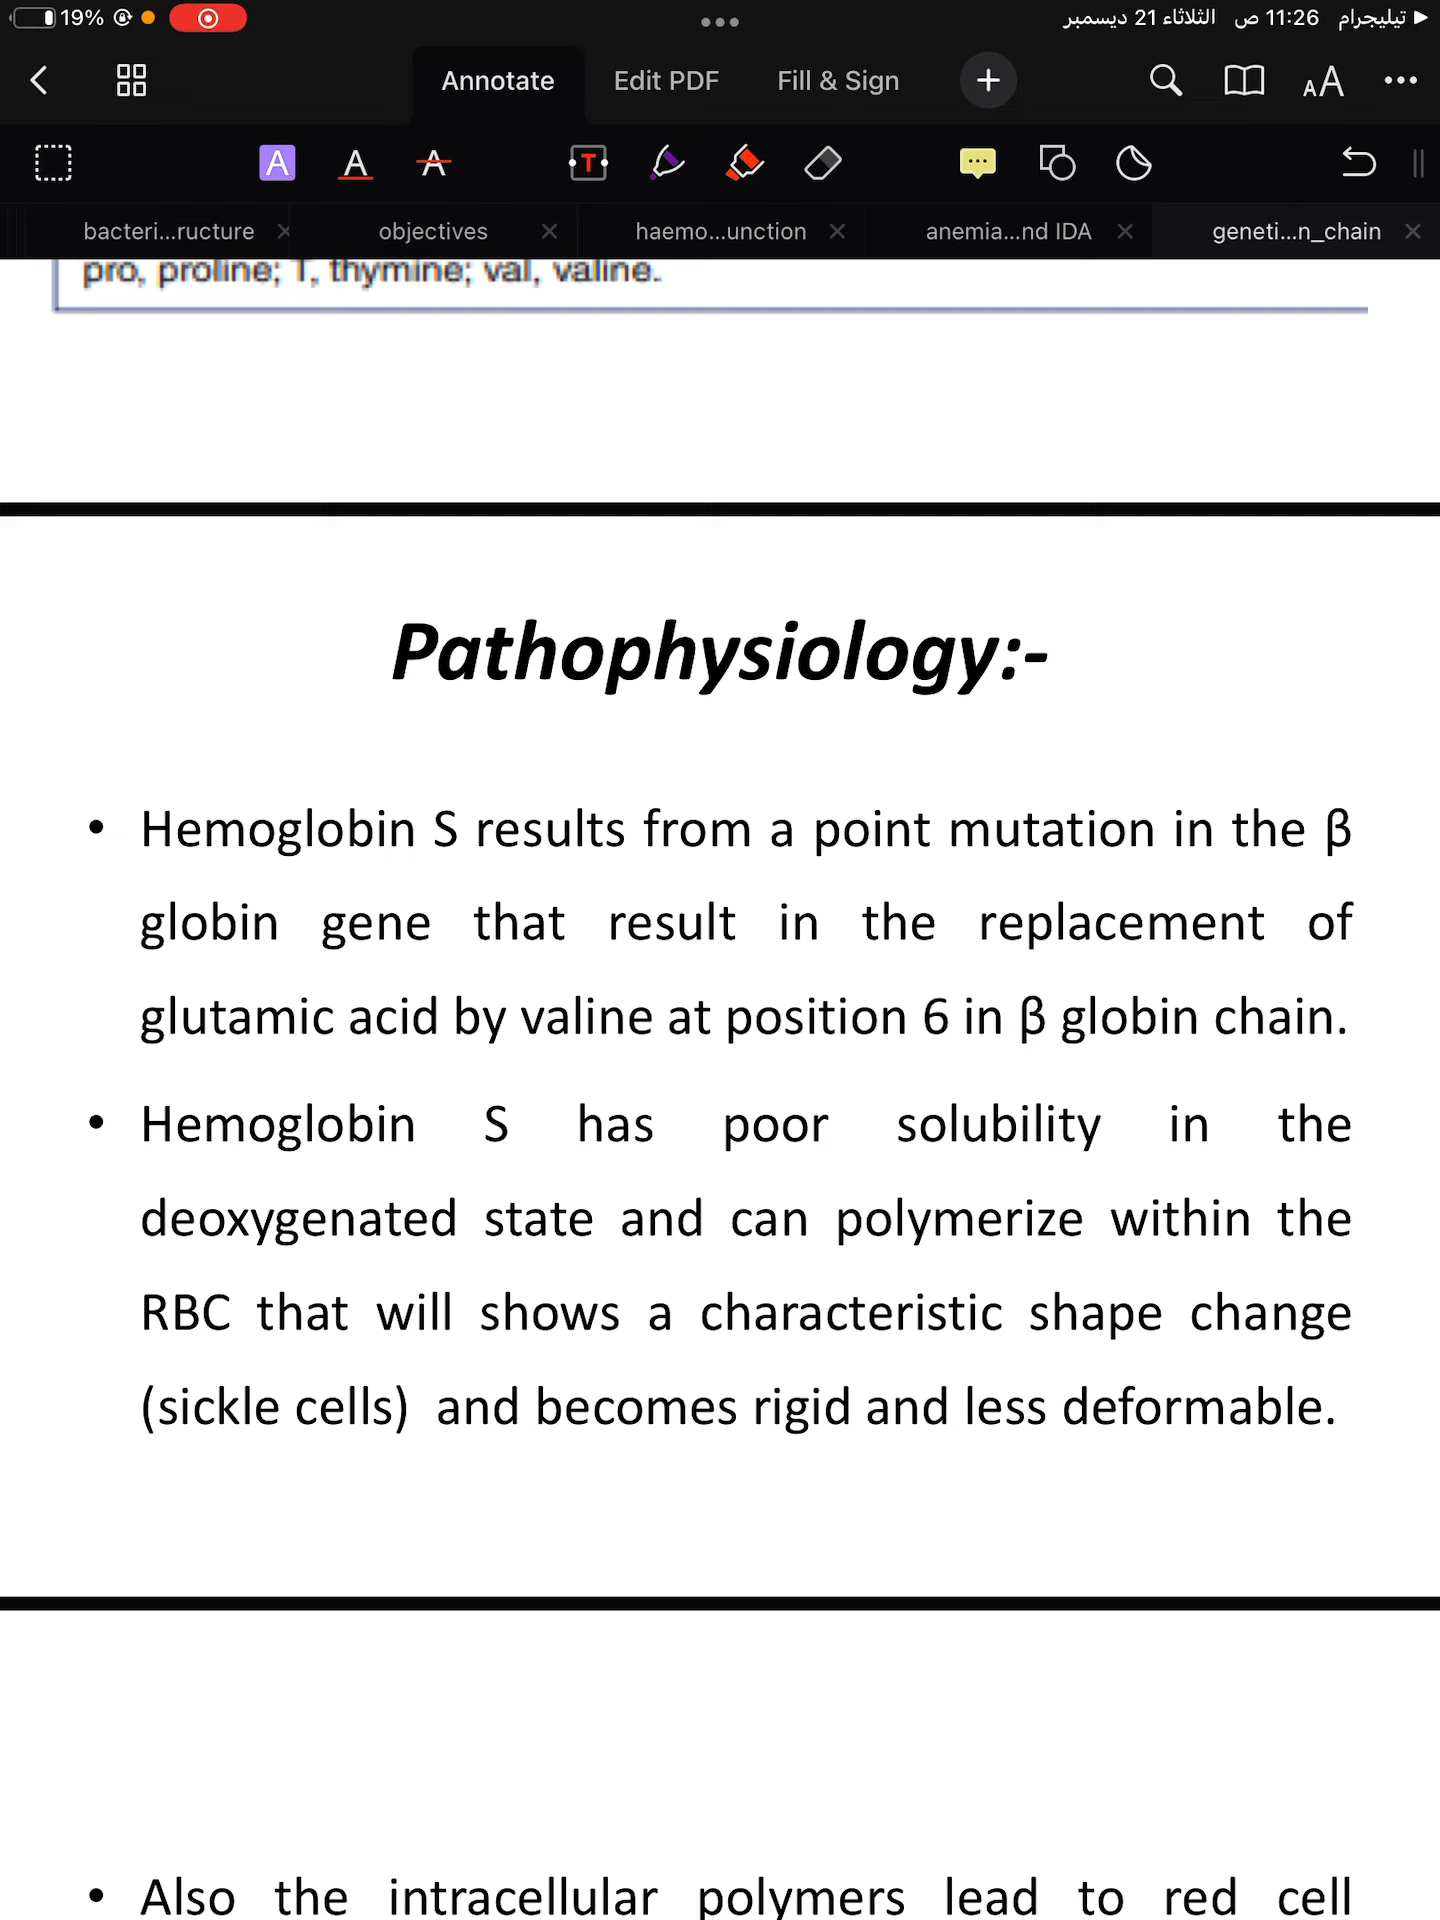 19%
تيليجرام 11:26 ص الثلاثاء 21 ديسمبر
Annotate Edit PDF Fill & Sign
bacteri...ructure objectives haemo...unction anemia...nd IDA geneti...n_chain
pro, proline; T, thymine; val, valine.
Pathophysiology:-
• Hemoglobin S results from a point mutation in the β
globin gene that result in the replacement of
glutamic acid by valine at position 6 in β globin chain.
• Hemoglobin S has poor solubility in the
deoxygenated state and can polymerize within the
RBC that will shows a characteristic shape change
(sickle cells) and becomes rigid and less deformable.
• Also the intracellular polymers lead to red cell